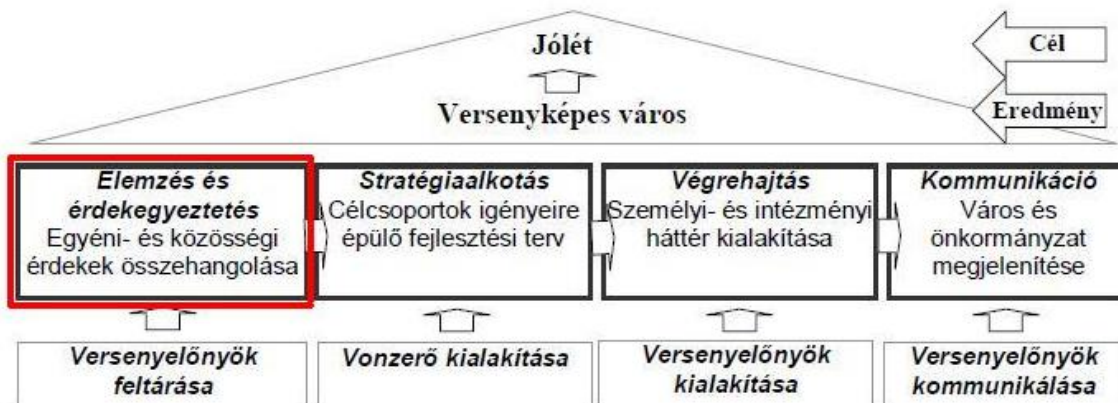 Jólét
Cél
Versenyképes város
Eredmény
Elemzés és
érdekegyeztetés
Egyéni- és közösségi
érdekek összehangolása
Stratégiaalkotás
Célcsoportok igényeire
épülő fejlesztési terv
Végrehajtás
Személyi- és intézményi
háttér kialakítása
Kommunikáció
Város és
önkormányzat
megjelenítése
Versenyelőnyök
feltárása
Vonzerő kialakítása
Versenyelőnyök
kialakítása
Versenyelőnyök
kommunikálása